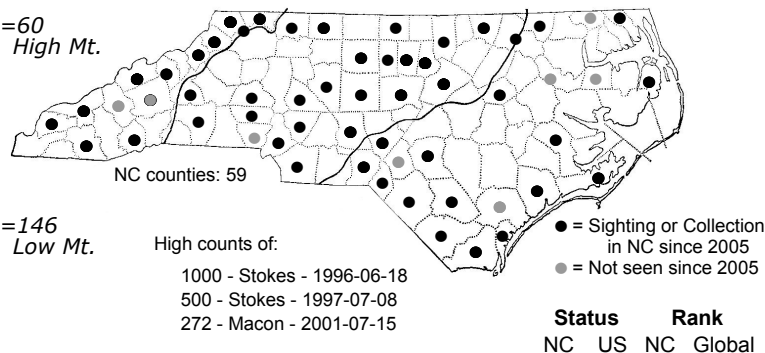 =60
High Mt.
NC counties: 59
=146
Low Mt.
High counts of:
1000 - Stokes - 1996-06-18
500 - Stokes - 1997-07-08
272 - Macon - 2001-07-15
= Sighting or Collection
in NC since 2005
= Not seen since 2005
Status Rank
NC US NC Global